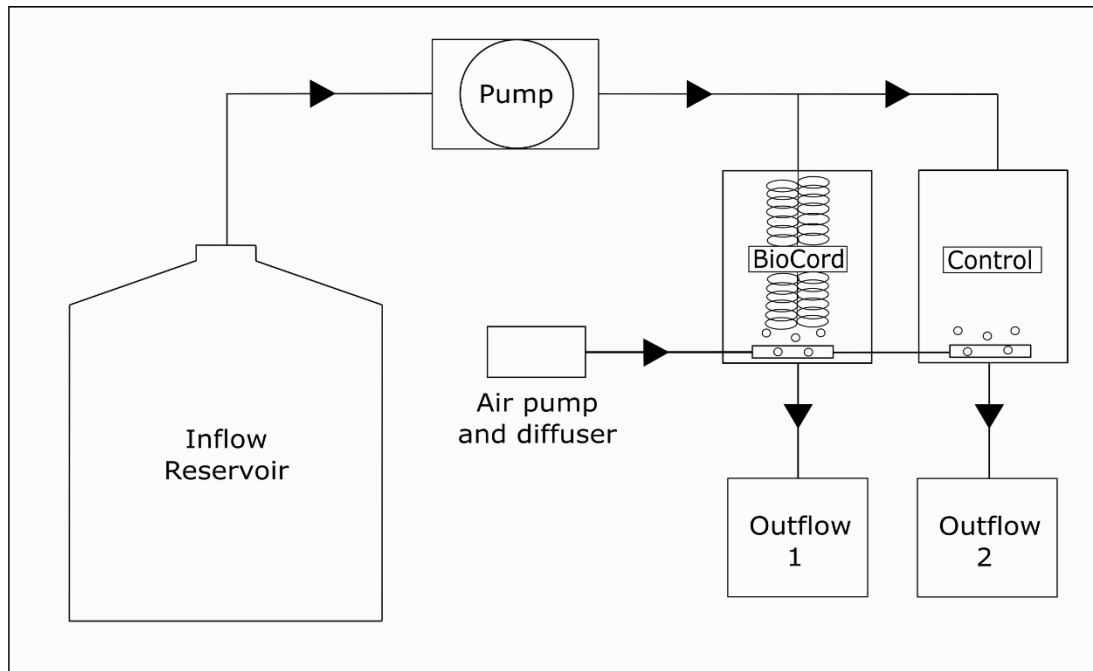 Pump
BioCord
Control
Air pump
and diffuser
Inflow
Reservoir
Outflow
1
Outflow
2